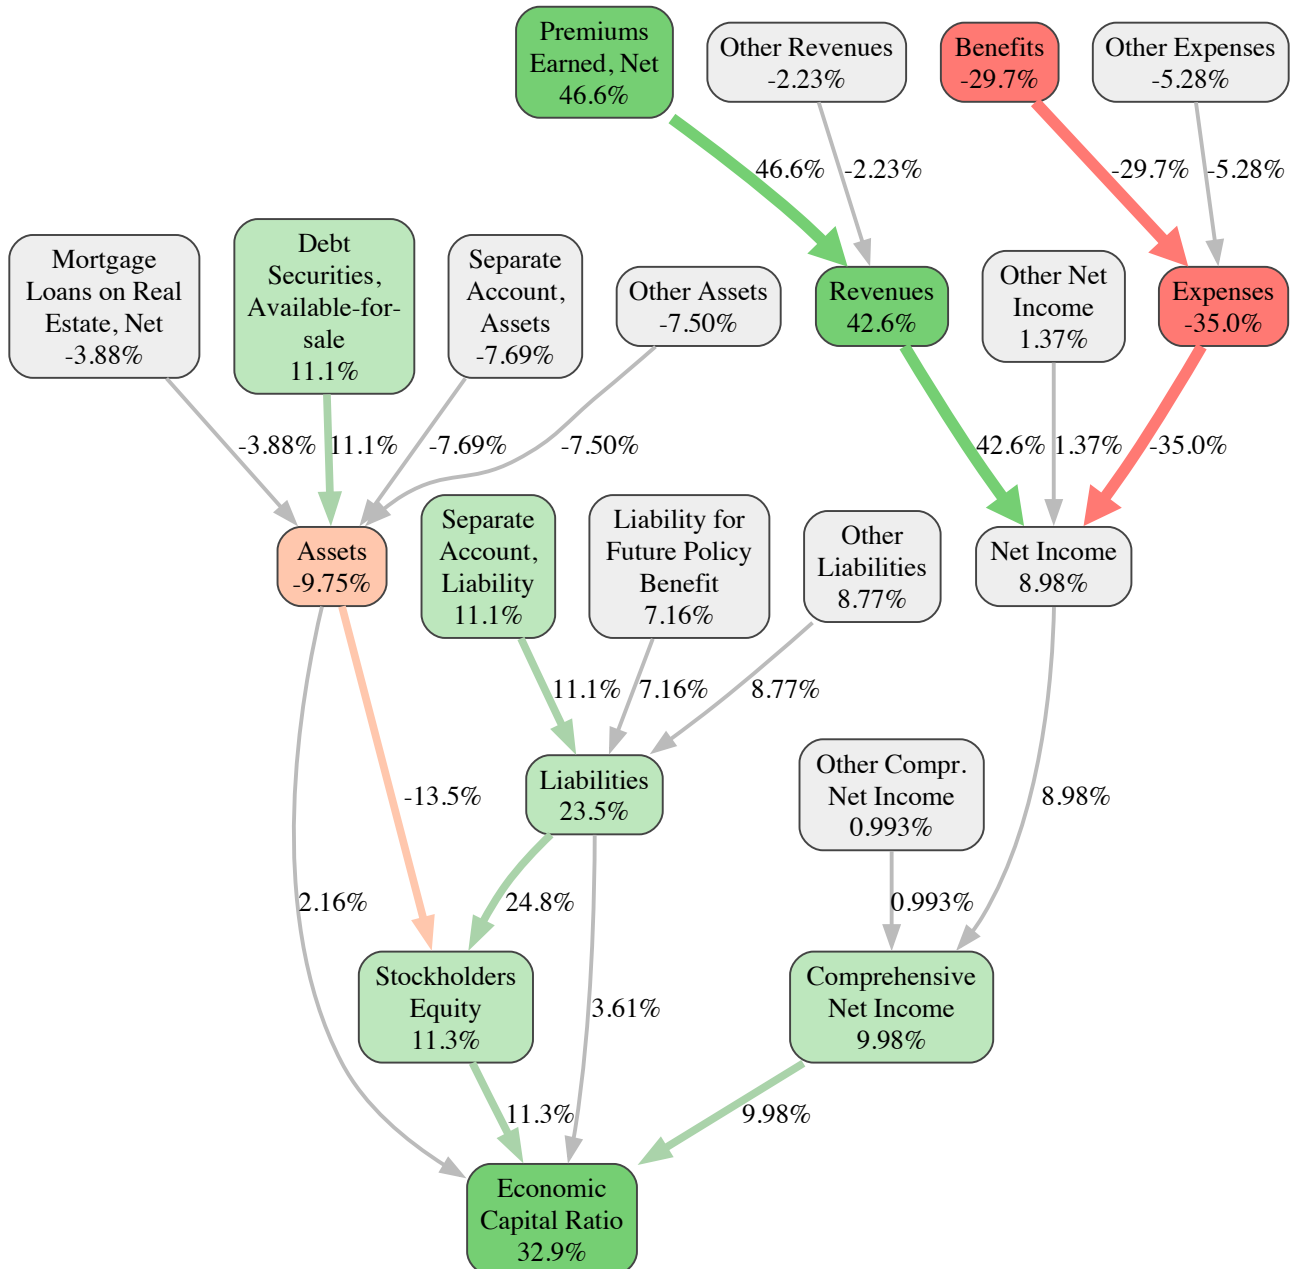 Premiums
Earned, Net
46.6%
Other Revenues
-2.23%
Benefits
-29.7%
Other Expenses
-5.28%
46.6%
-2.23%
-29.7%
-5.28%
Mortgage
Loans on Real
Estate, Net
-3.88%
Debt
Securities,
Available-for-
sale
11.1%
Separate
Account,
Assets
-7.69%
Other Assets
-7.50%
Revenues
42.6%
Other Net
Income
1.37%
Expenses
-35.0%
-3.88%
11.1%
-7.69%
-7.50%
42.6%
1.37%
-35.0%
Assets
-9.75%
Separate
Account,
Liability
11.1%
Liability for
Future Policy
Benefit
7.16%
Other
Liabilities
8.77%
Net Income
8.98%
11.1%
7.16%
8.77%
-13.5%
Liabilities
23.5%
Other Compr.
Net Income
0.993%
8.98%
2.16%
24.8%
0.993%
Stockholders
Equity
11.3%
3.61%
Comprehensive
Net Income
9.98%
11.3%
9.98%
Economic
Capital Ratio
32.9%